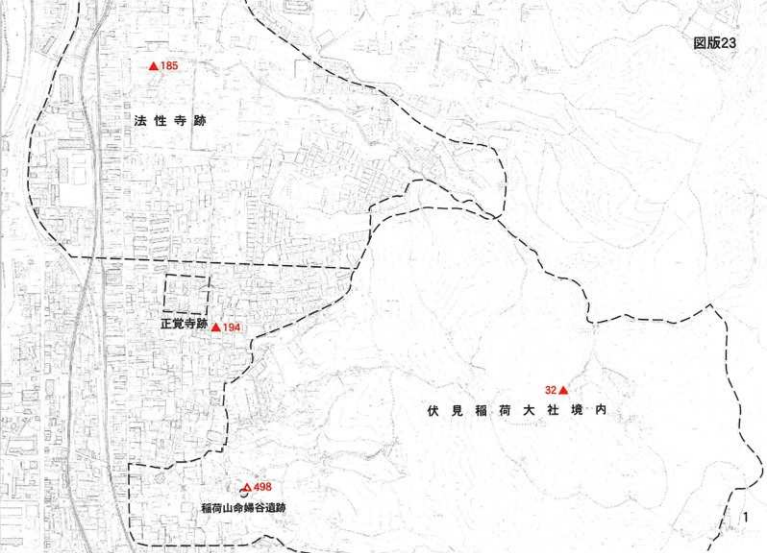 図版23
▲185
法性寺跡
正覚寺跡 ▲194
32▲
伏見稲荷大社境内
△498
稲荷山命婦谷遺跡
1